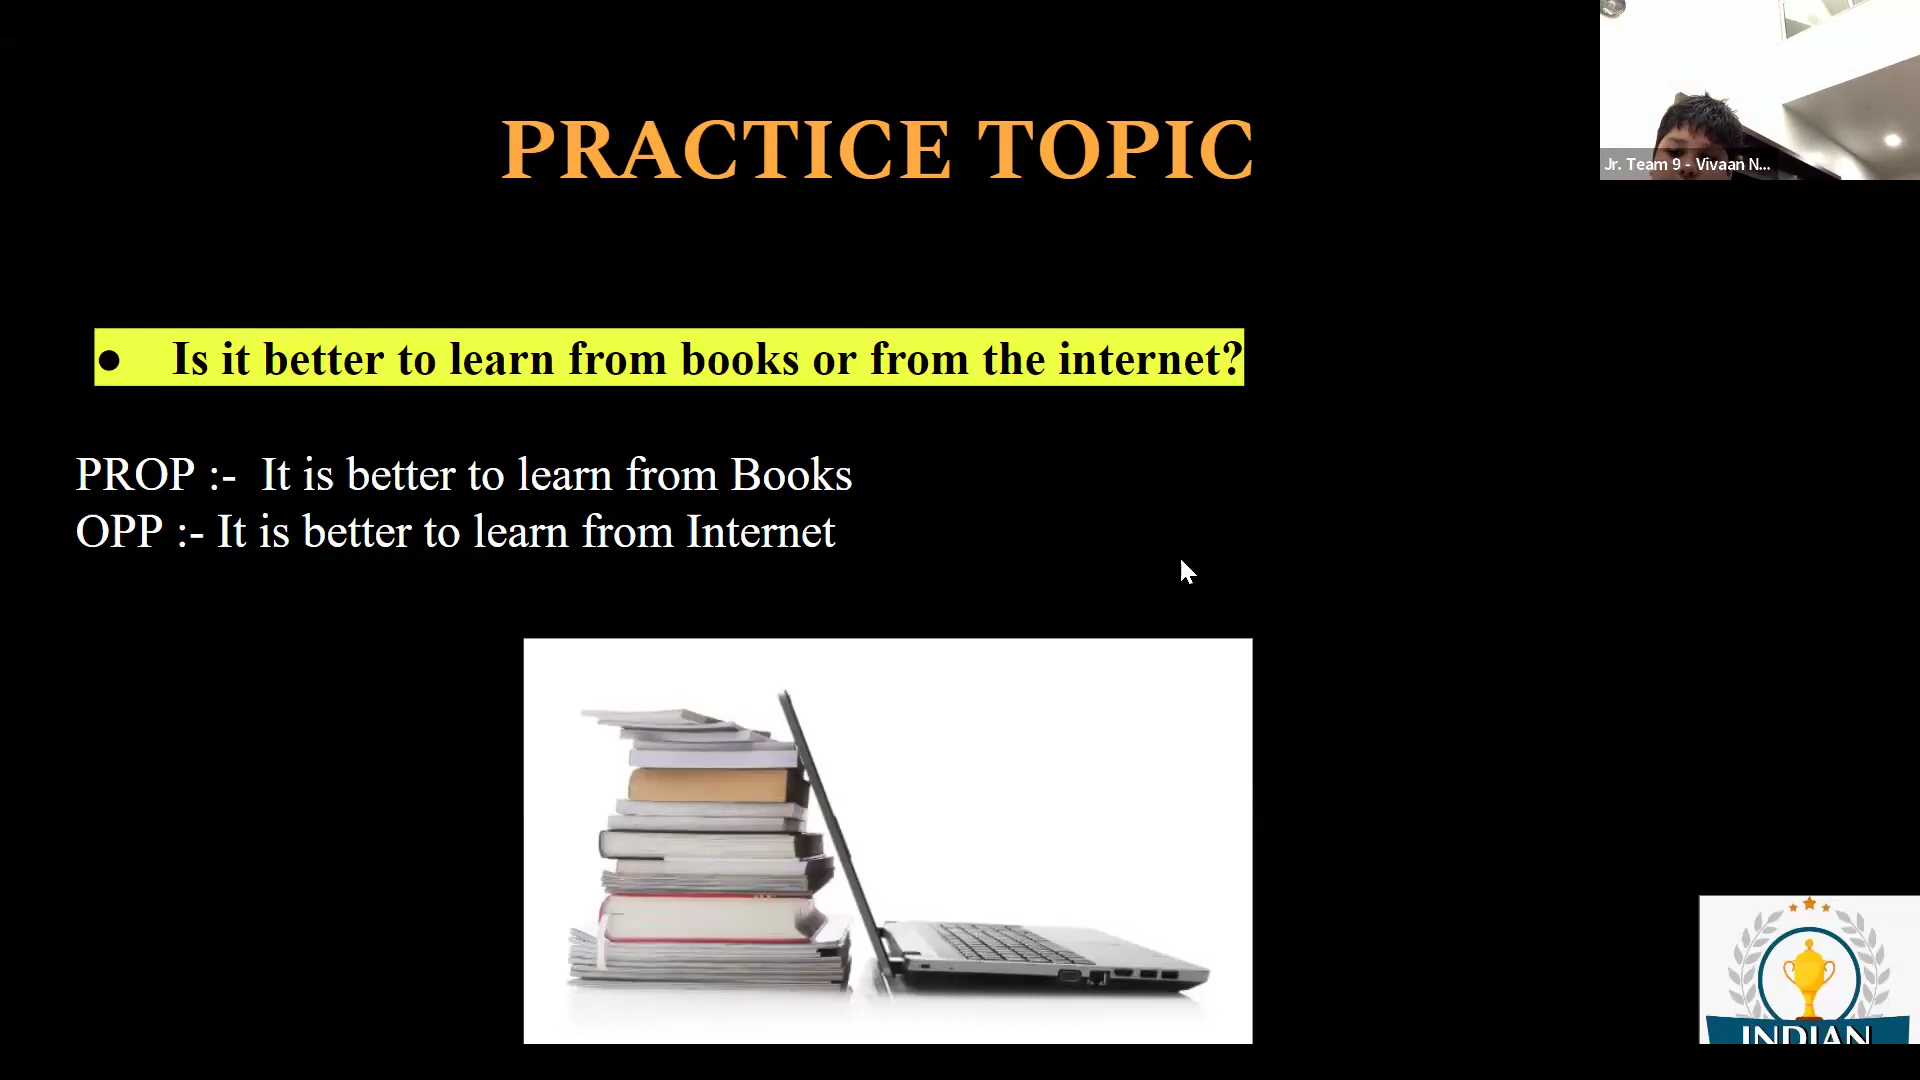 PRACTICE TOPIC
Jr. Team 9 - Vivaan N...
● Is it better to learn from books or from the internet?
PROP :- It is better to learn from Books
OPP :- It is better to learn from Internet
INDIAN